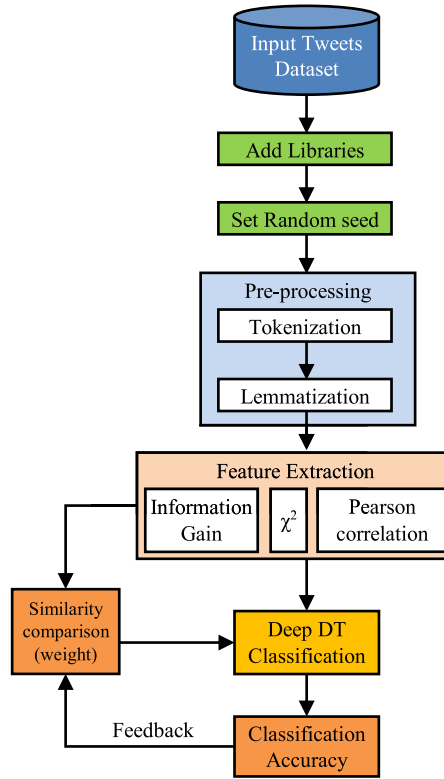 Input Tweets
Dataset
Add Libraries
Set Random seed
Pre-processing
Tokenization
Lemmatization
Feature Extraction
Information
Gain
χ²
Pearson
correlation
Similarity
comparison
(weight)
Deep DT
Classification
Feedback
Classification
Accuracy